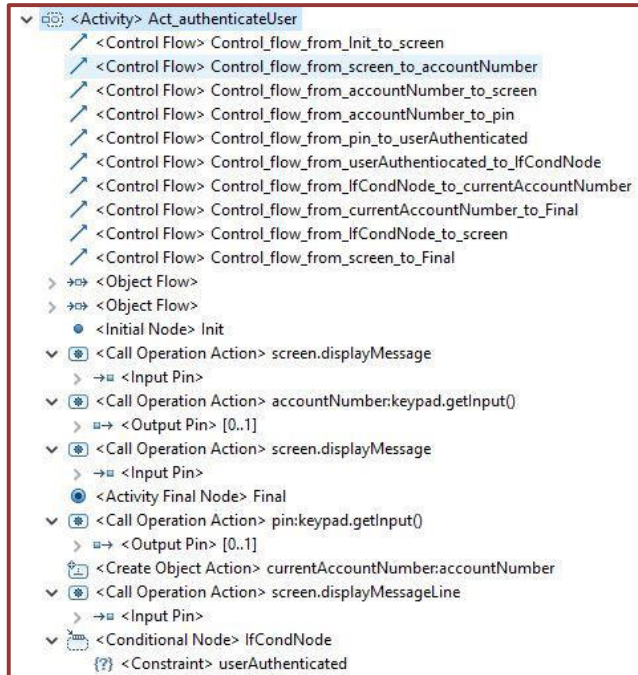 <Activity> Act_authenticateUser
<Control Flow> Control_flow_from_Init_to_screen
<Control Flow> Control_flow_from_screen_to_accountNumber
<Control Flow> Control_flow_from_accountNumber_to_screen
<Control Flow> Control_flow_from_accountNumber_to_pin
<Control Flow> Control_flow_from_pin_to_userAuthenticated
<Control Flow> Control_flow_from_userAuthentiocated_to_IfCondNode
<Control Flow> Control_flow_from_IfCondNode_to_currentAccountNumber
<Control Flow> Control_flow_from_currentAccountNumber_to_Final
<Control Flow> Control_flow_from_IfCondNode_to_screen
<Control Flow> Control_flow_from_screen_to_Final
<Object Flow>
<Object Flow>
<Initial Node> Init
<Call Operation Action> screen.displayMessage
<Input Pin>
<Call Operation Action> accountNumber:keypad.getInput()
<Output Pin> [0..1]
<Call Operation Action> screen.displayMessage
<Input Pin>
<Activity Final Node> Final
<Call Operation Action> pin:keypad.getInput()
<Output Pin> [0..1]
<Create Object Action> currentAccountNumber:accountNumber
<Call Operation Action> screen.displayMessageLine
<Input Pin>
<Conditional Node> IfCondNode
{?} <Constraint> userAuthenticated